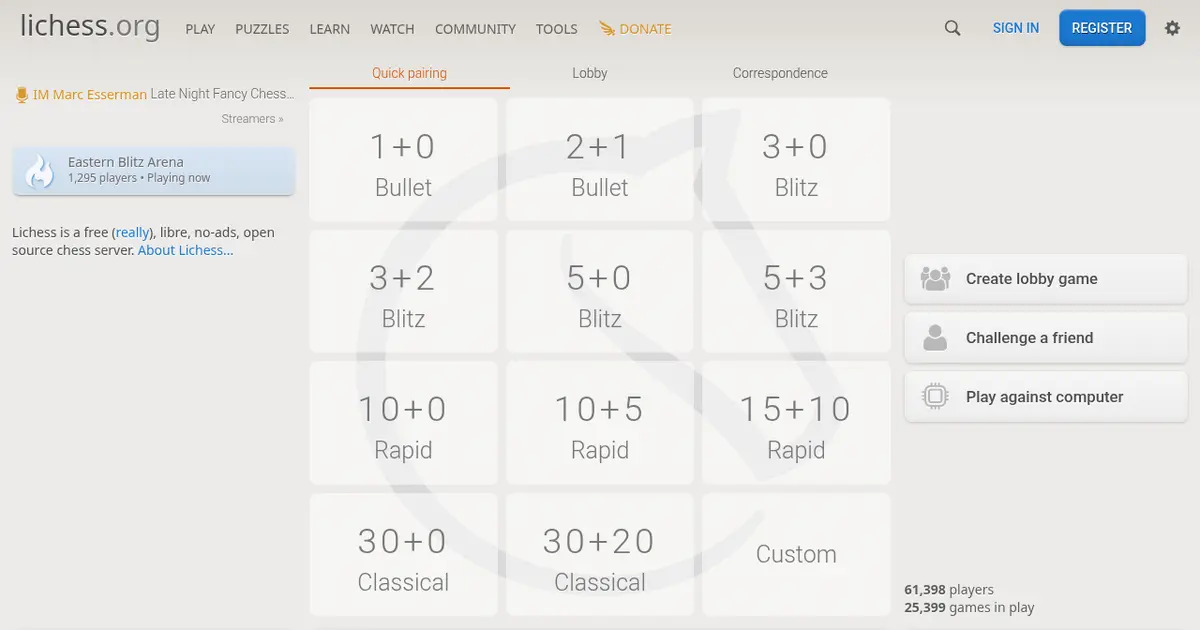 lichess.org
PLAY PUZZLES LEARN WATCH COMMUNITY TOOLS DONATE
SIGN IN
REGISTER
IM Marc Esserman Late Night Fancy Chess...
Streamers »
Eastern Blitz Arena
1,295 players • Playing now
Lichess is a free (really), libre, no-ads, open
source chess server. About Lichess...
Quick pairing Lobby Correspondence
1+0
Bullet
2+1
Bullet
3+0
Blitz
3+2
Blitz
5+0
Blitz
5+3
Blitz
10+0
Rapid
10+5
Rapid
15+10
Rapid
30+0
Classical
30+20
Classical
Custom
Create lobby game
Challenge a friend
Play against computer
61,398 players
25,399 games in play